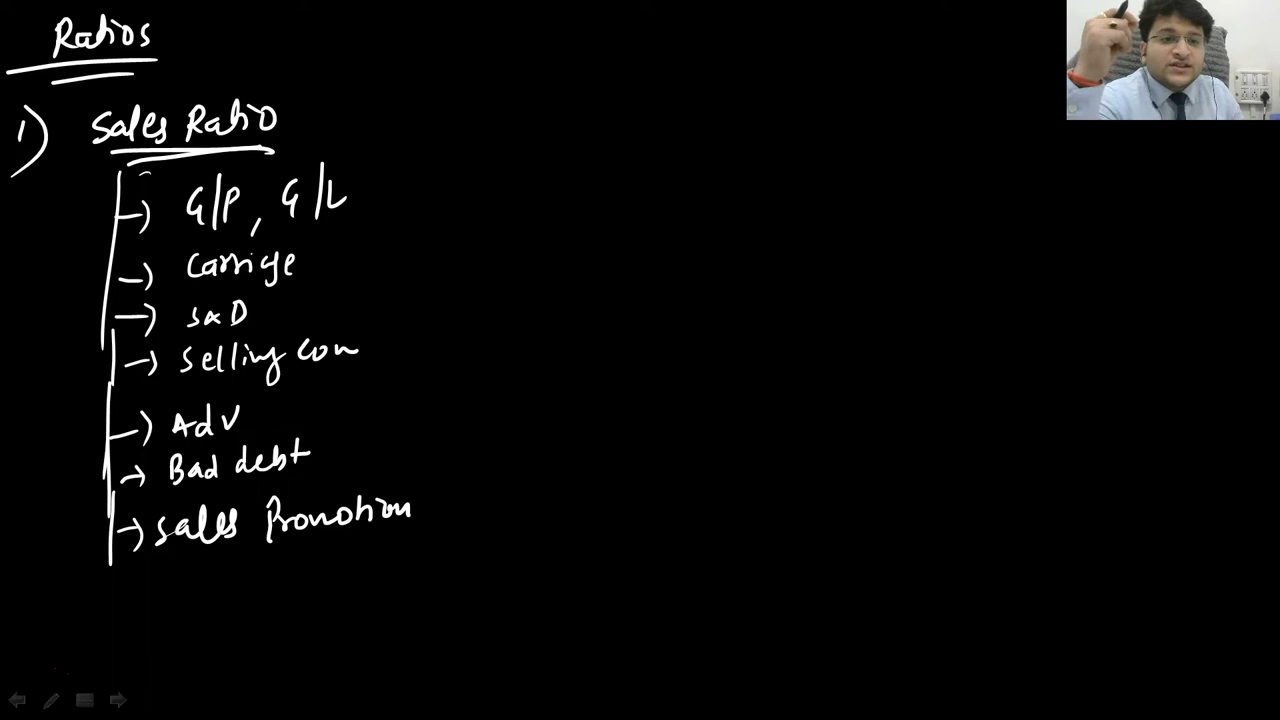 Ratios
1) Sales Ratio
→ G/P, G/L
→ Carrige
→ S&D
→ Selling com
→ Adv
→ Bad debt
→ Sales Promotion